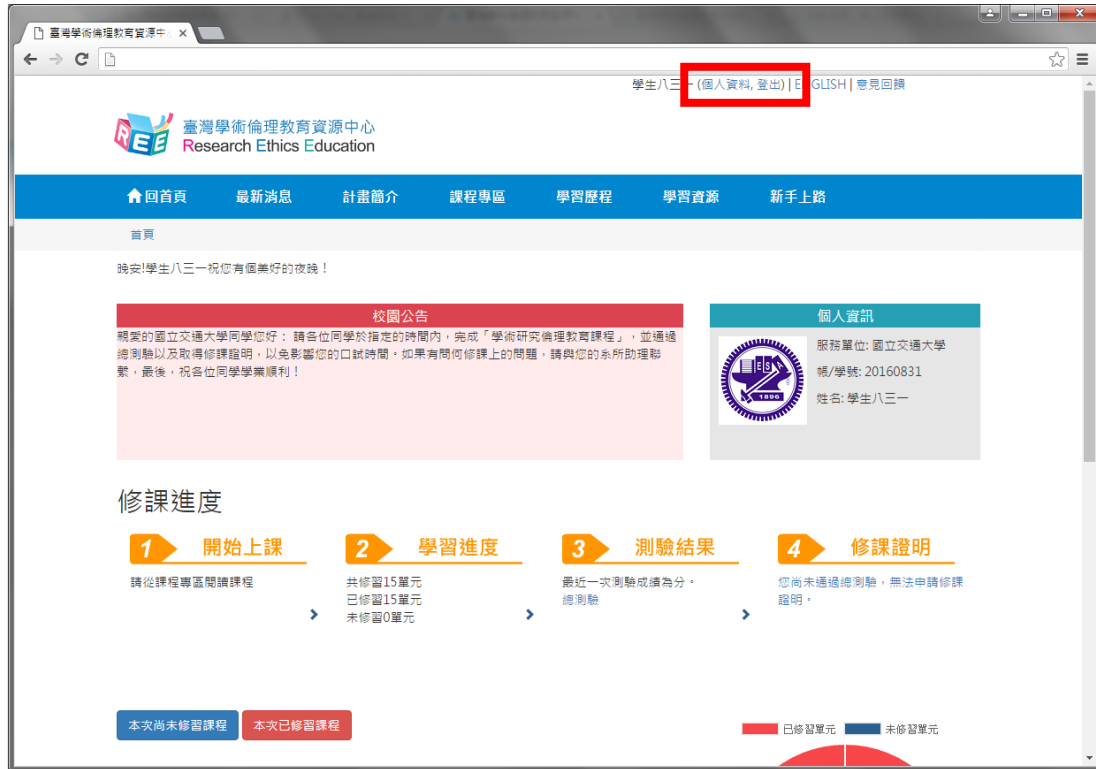 臺灣學術倫理教育資源中
學生八三一 (個人資料, 登出) | ENGLISH | 意見回饋
REE
臺灣學術倫理教育資源中心
Research Ethics Education
回首頁 最新消息 計畫簡介 課程專區 學習歷程 學習資源 新手上路
首頁
晚安!學生八三一祝您有個美好的夜晚！
校園公告
親愛的國立交通大學同學您好： 請各位同學於指定的時間內，完成「學術研究倫理教育課程」，並通過
總測驗以及取得修課證明，以免影響您的口試時間。如果有問何修課上的問題，請與您的系所助理聯
繫，最後，祝各位同學學業順利！
個人資訊
服務單位: 國立交通大學
帳/學號: 20160831
姓名: 學生八三一
1896
修課進度
1 開始上課
請從課程專區閱讀課程
2 學習進度
共修習15單元
已修習15單元
未修習0單元
3 測驗結果
最近一次測驗成績為分。
總測驗
4 修課證明
您尚未通過總測驗，無法申請修課
證明。
本次尚未修習課程 本次已修習課程
已修習單元 未修習單元